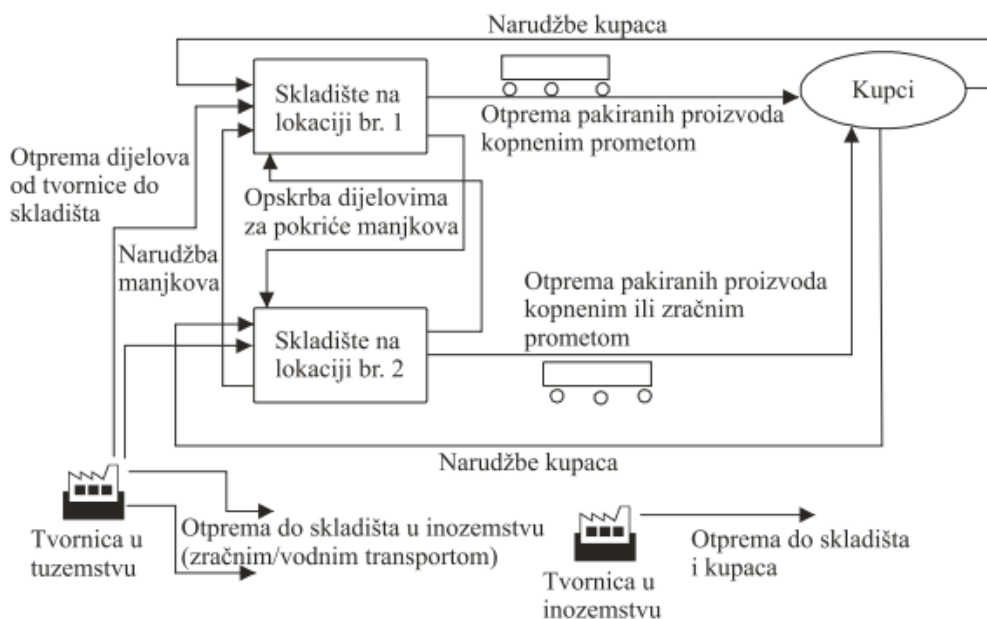 Narudžbe kupaca
Skladište na
lokaciji br. 1
Kupci
Otprema pakiranih proizvoda
kopnenim prometom
Otprema dijelova
od tvornice do
skladišta
Opskrba dijelovima
za pokriće manjkova
Narudžba
manjkova
Otprema pakiranih proizvoda
kopnenim ili zračnim
prometom
Skladište na
lokaciji br. 2
Narudžbe kupaca
Tvornica u
tuzemstvu
Otprema do skladišta u inozemstvu
(zračnim/vodnim transportom)
Tvornica u
inozemstvu
Otprema do skladišta
i kupaca